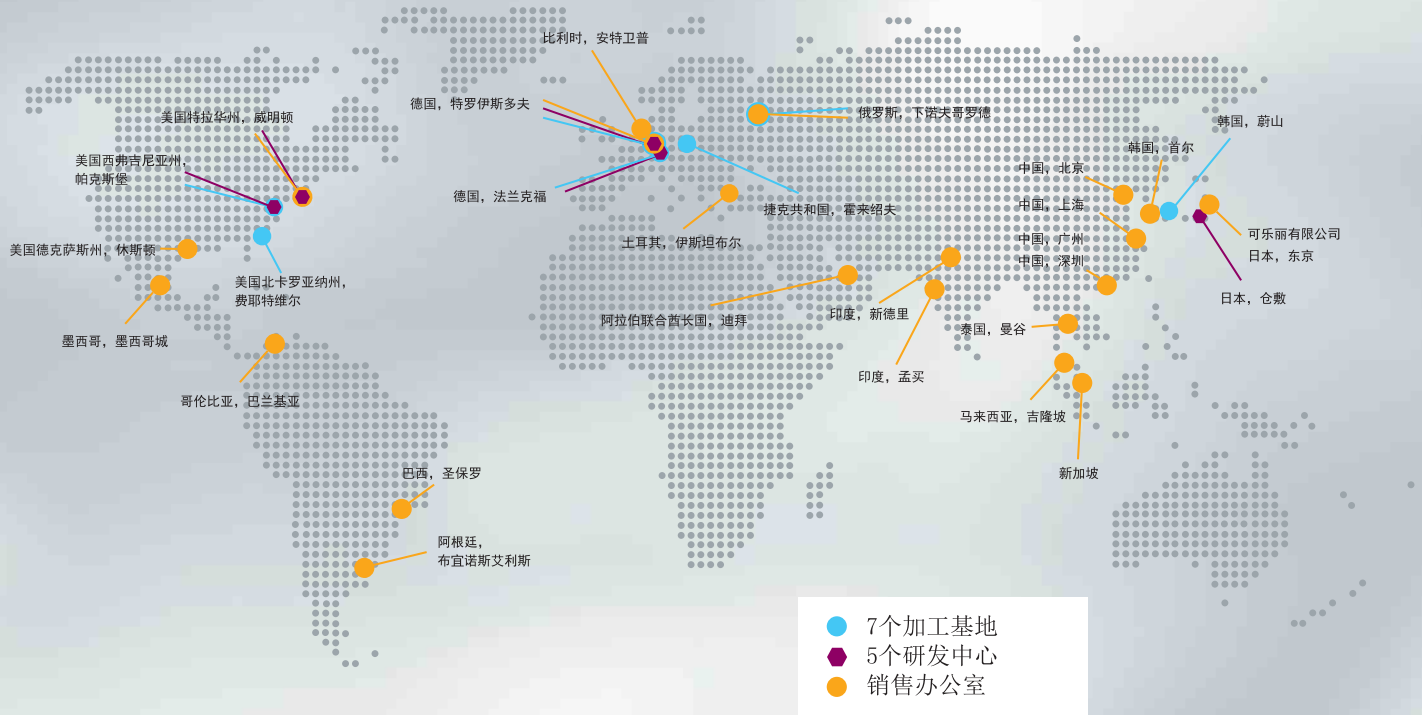 比利时，安特卫普
德国，特罗伊斯多夫
俄罗斯，下诺夫哥罗德
美国特拉华州，威明顿
韩国，蔚山
韩国，首尔
美国西弗吉尼亚州，
帕克斯堡
中国，北京
德国，法兰克福
捷克共和国，霍来绍夫
中国，上海
土耳其，伊斯坦布尔
中国，广州
可乐丽有限公司
日本，东京
美国德克萨斯州，休斯顿
中国，深圳
美国北卡罗亚纳州，
费耶特维尔
日本，仓敷
阿拉伯联合酋长国，迪拜
印度，新德里
泰国，曼谷
墨西哥，墨西哥城
印度，孟买
哥伦比亚，巴兰基亚
马来西亚，吉隆坡
巴西，圣保罗
新加坡
阿根廷，
布宜诺斯艾利斯
7个加工基地
5个研发中心
销售办公室